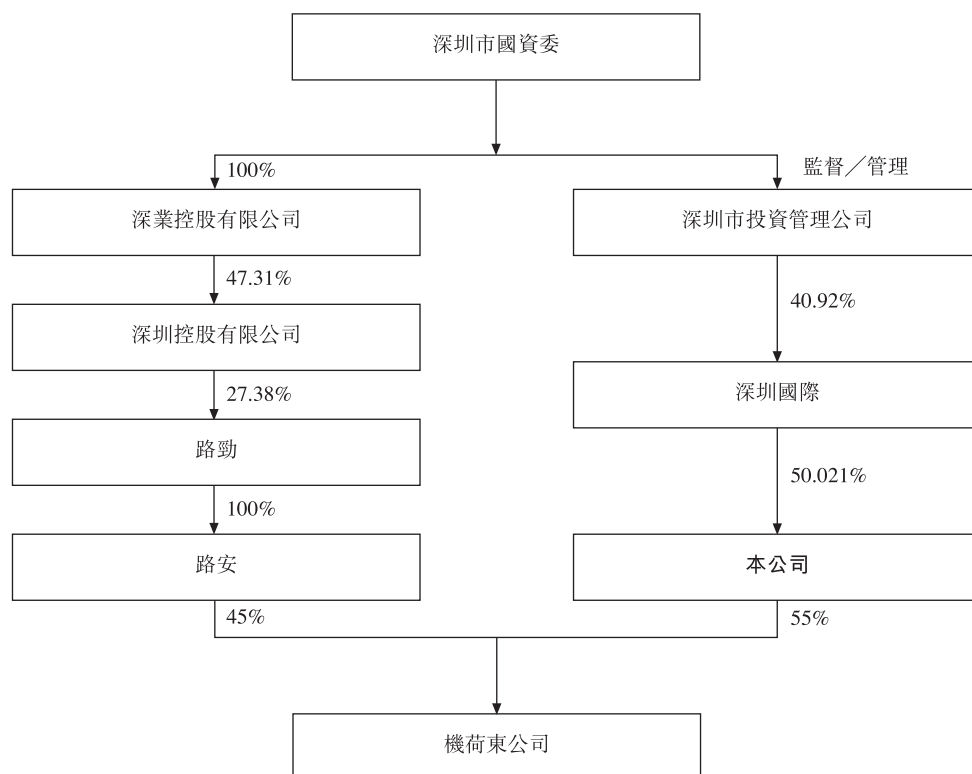 深圳市國資委
100%
監督／管理
深業控股有限公司
深圳市投資管理公司
47.31%
40.92%
深圳控股有限公司
27.38%
深圳國際
路勁
50.021%
100%
路安
本公司
45%
55%
機荷東公司